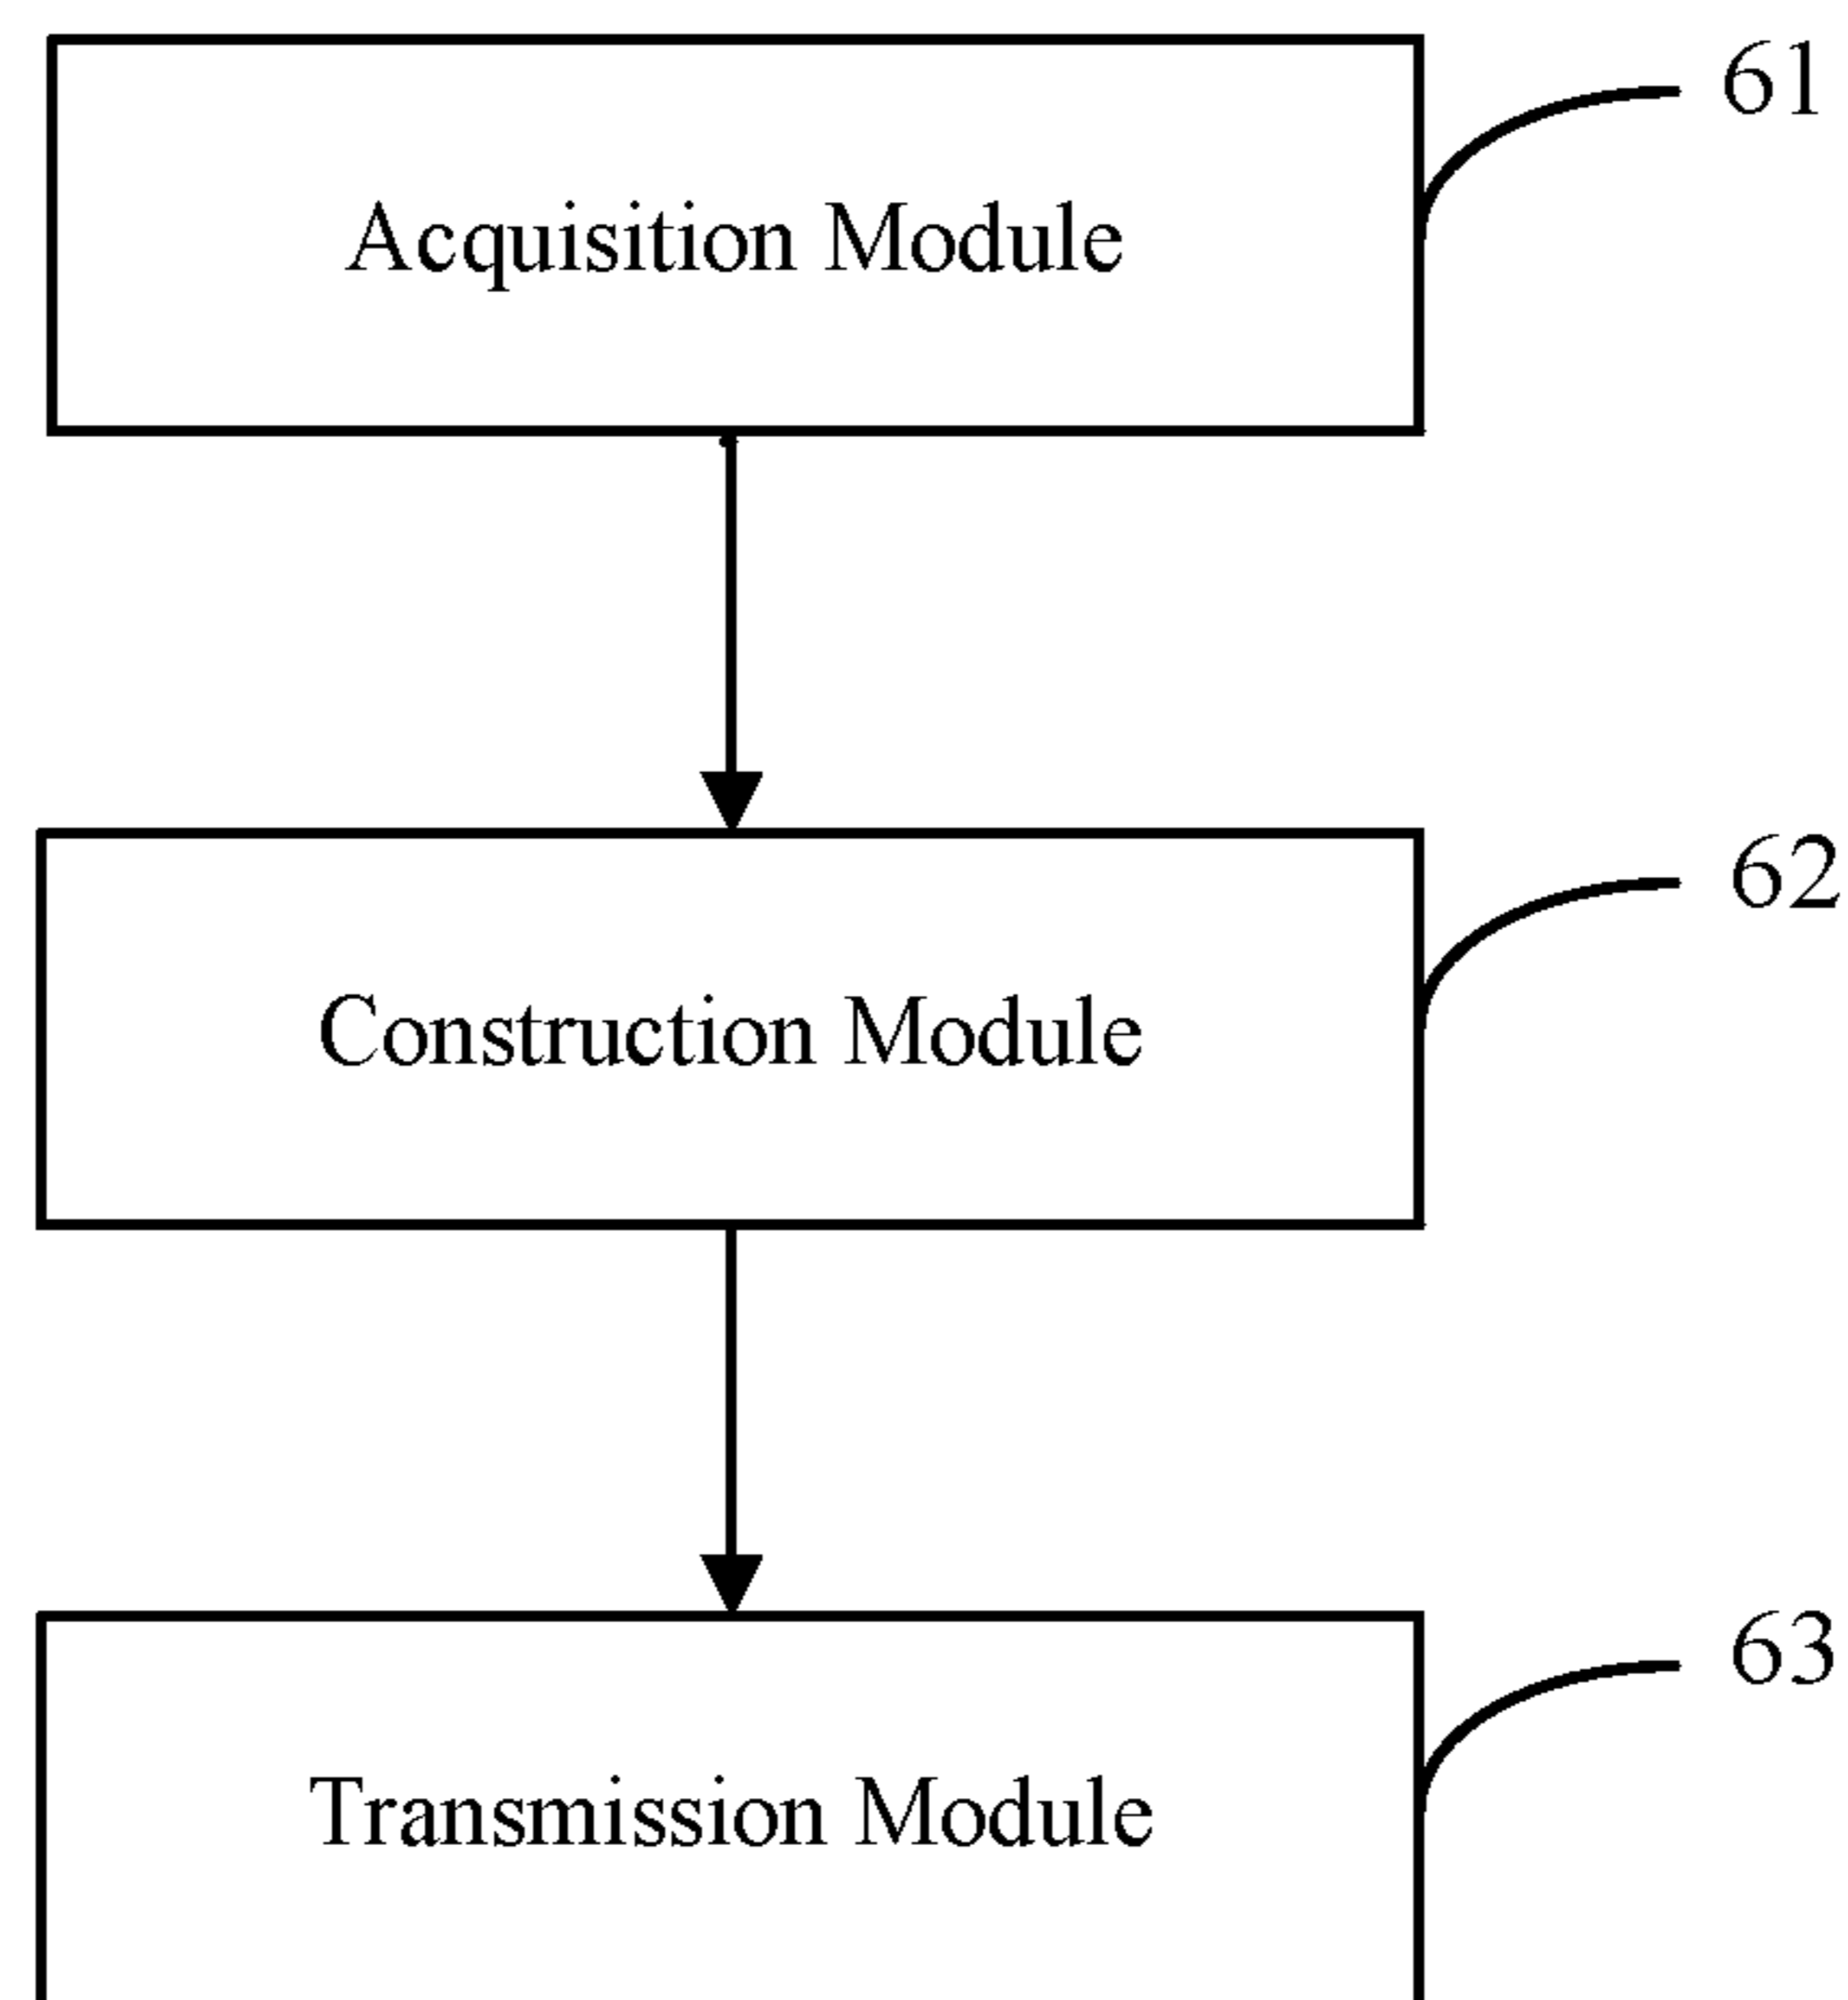 61
Acquisition Module
62
Construction Module
63
Transmission Module